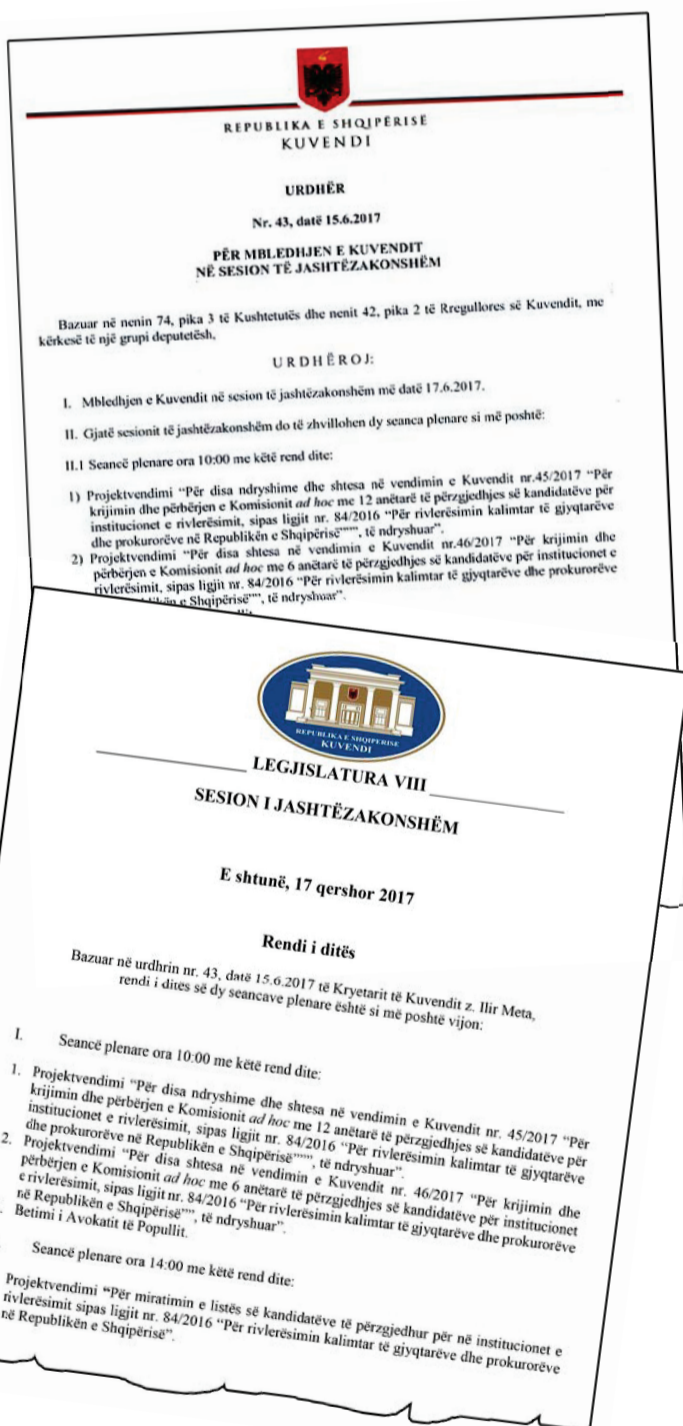 REPUBLIKA E SHQIPËRISË
KUVENDI
URDHËR
Nr. 43, datë 15.6.2017
PËR MBLEDHJEN E KUVENDIT
NË SESION TË JASHTËZAKONSHËM
Bazuar në nenin 74, pika 3 të Kushtetutës dhe nenit 42, pika 2 të Rregullores së Kuvendit, me
kërkesë të një grupi deputetësh,
URDHËROJ:
I. Mbledhjen e Kuvendit në sesion të jashtëzakonshëm më datë 17.6.2017.
II. Gjatë sesionit të jashtëzakonshëm do të zhvillohen dy seanca plenare si më poshtë:
II.1 Seancë plenare ora 10:00 me këtë rend dite:
1) Projektvendimi “Për disa ndryshime dhe shtesa në vendimin e Kuvendit nr.45/2017 “Për
krijimin dhe përbërjen e Komisionit ad hoc me 12 anëtarë të përzgjedhjes së kandidatëve për
institucionet e rivlerësimit, sipas ligjit nr. 84/2016 “Për rivlerësimin kalimtar të gjyqtarëve
dhe prokurorëve në Republikën e Shqipërisë”””, të ndryshuar”.
2) Projektvendimi “Për disa shtesa në vendimin e Kuvendit nr.46/2017 “Për krijimin dhe
përbërjen e Komisionit ad hoc me 6 anëtarë të përzgjedhjes së kandidatëve për institucionet e
rivlerësimit, sipas ligjit nr. 84/2016 “Për rivlerësimin kalimtar të gjyqtarëve dhe prokurorëve
e Shqipërisë””, të ndryshuar”.
REPUBLIKA E SHQIPERISE
KUVENDI
LEGJISLATURA VIII
SESION I JASHTËZAKONSHËM
E shtunë, 17 qershor 2017
Rendi i ditës
Bazuar në urdhrin nr. 43, datë 15.6.2017 të Kryetarit të Kuvendit z. Ilir Meta,
rendi i ditës së dy seancave plenare është si më poshtë vijon:
I. Seancë plenare ora 10:00 me këtë rend dite:
1. Projektvendimi “Për disa ndryshime dhe shtesa në vendimin e Kuvendit nr. 45/2017 “Për
krijimin dhe përbërjen e Komisionit ad hoc me 12 anëtarë të përzgjedhjes së kandidatëve për
institucionet e rivlerësimit, sipas ligjit nr. 84/2016 “Për rivlerësimin kalimtar të gjyqtarëve
dhe prokurorëve në Republikën e Shqipërisë”””, të ndryshuar”.
2. Projektvendimi “Për disa shtesa në vendimin e Kuvendit nr. 46/2017 “Për krijimin dhe
përbërjen e Komisionit ad hoc me 6 anëtarë të përzgjedhjes së kandidatëve për institucionet
e rivlerësimit, sipas ligjit nr. 84/2016 “Për rivlerësimin kalimtar të gjyqtarëve dhe prokurorëve
në Republikën e Shqipërisë””, të ndryshuar”.
Betimi i Avokatit të Popullit.
Seancë plenare ora 14:00 me këtë rend dite:
Projektvendimi “Për miratimin e listës së kandidatëve të përzgjedhur për në institucionet e
rivlerësimit sipas ligjit nr. 84/2016 “Për rivlerësimin kalimtar të gjyqtarëve dhe prokurorëve
në Republikën e Shqipërisë”.